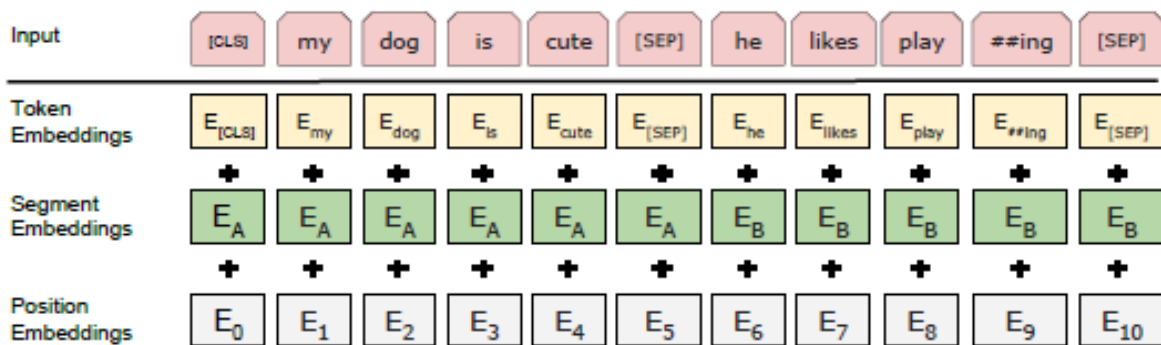 Input [CLS] my dog is cute [SEP] he likes play ##ing [SEP]
Token Embeddings E[CLS] Emy Edog Eis Ecute E[SEP] Ehe Elikes Eplay E##ing E[SEP]
+ + + + + + + + + + +
Segment Embeddings EA EA EA EA EA EA EB EB EB EB EB
+ + + + + + + + + + +
Position Embeddings E0 E1 E2 E3 E4 E5 E6 E7 E8 E9 E10